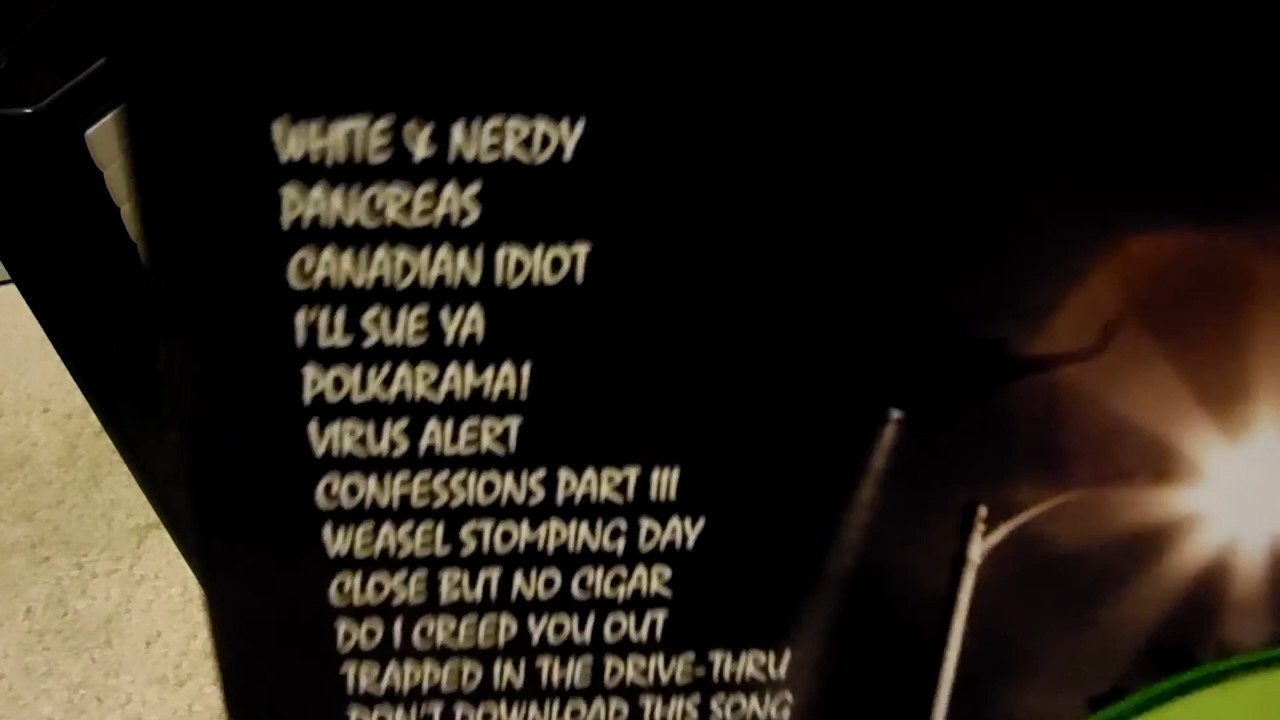 WHITE & NERDY
PANCREAS
CANADIAN IDIOT
I'LL SUE YA
POLKARAMA!
VIRUS ALERT
CONFESSIONS PART III
WEASEL STOMPING DAY
CLOSE BUT NO CIGAR
DO I CREEP YOU OUT
TRAPPED IN THE DRIVE-THRU
DON'T DOWNLOAD THIS SONG